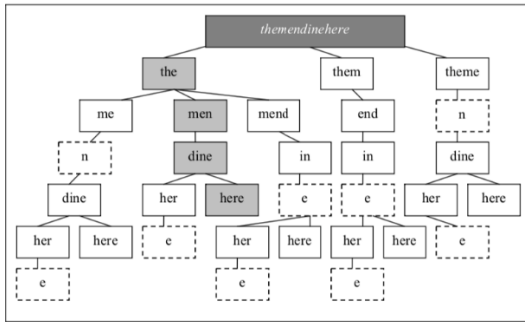 themendinehere
the them theme
me men mend end n
n dine in in dine
dine her here e e her here
her here e her here her here e
e e e